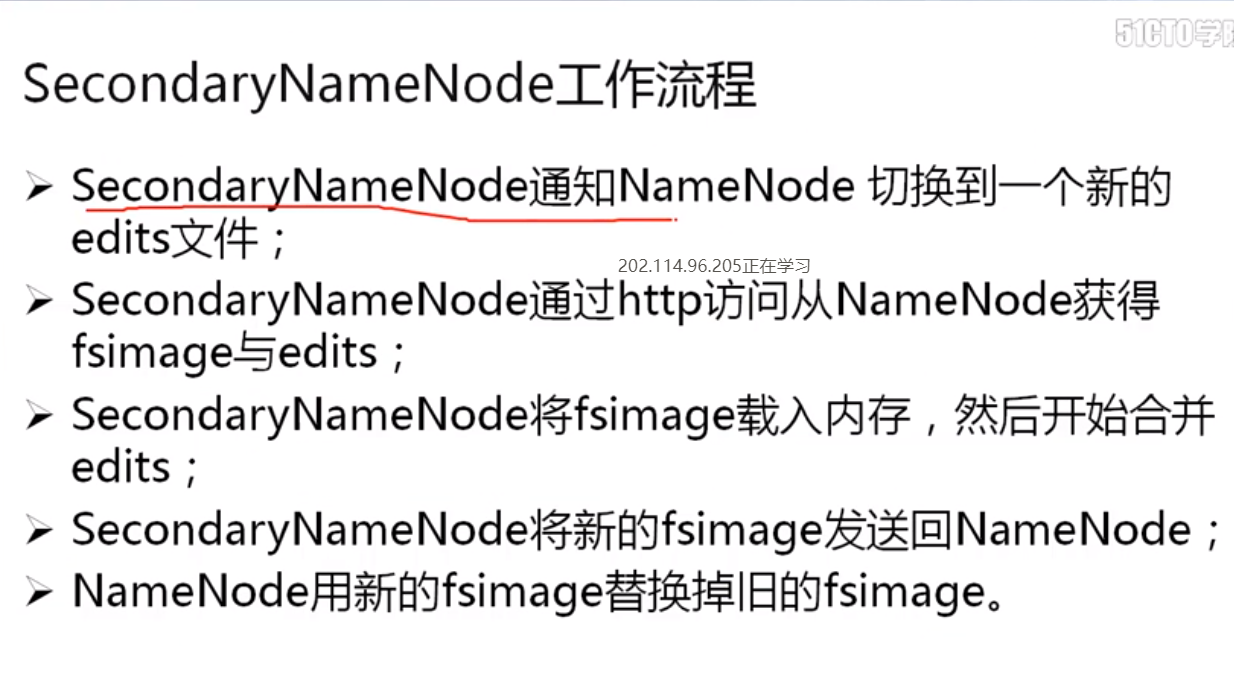 51CTO学院
SecondaryNameNode工作流程
➢ SecondaryNameNode通知NameNode 切换到一个新的
edits文件；
202.114.96.205正在学习
➢ SecondaryNameNode通过http访问从NameNode获得
fsimage与edits；
➢ SecondaryNameNode将fsimage载入内存，然后开始合并
edits；
➢ SecondaryNameNode将新的fsimage发送回NameNode；
➢ NameNode用新的fsimage替换掉旧的fsimage。